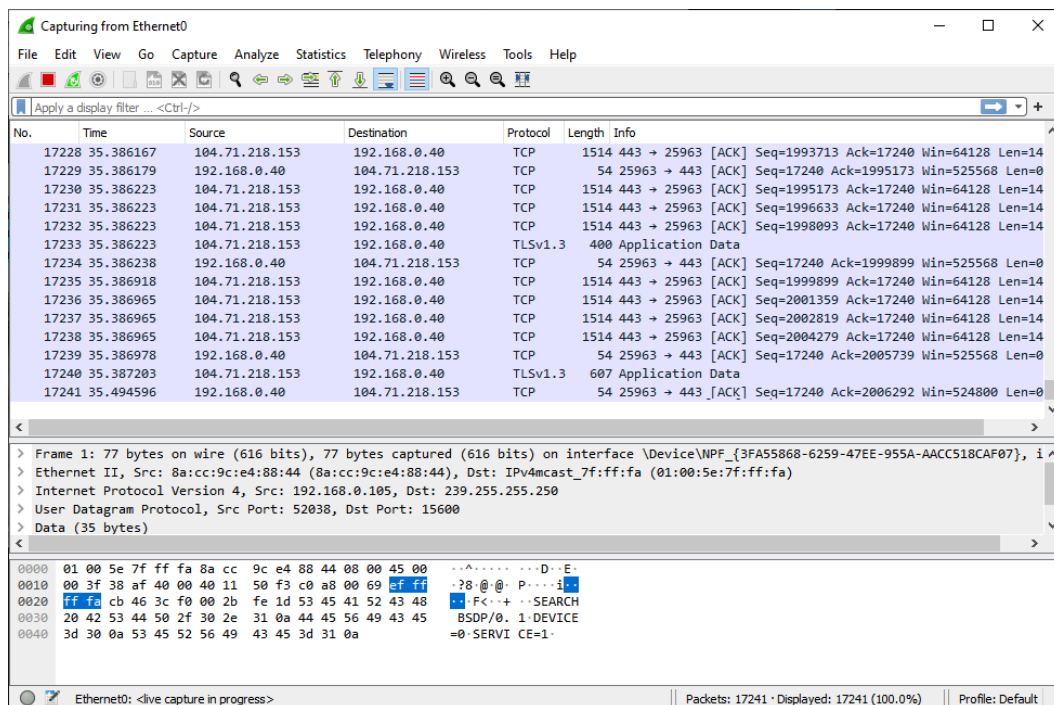 Capturing from Ethernet0
File Edit View Go Capture Analyze Statistics Telephony Wireless Tools Help
Apply a display filter ... <Ctrl-/>
No. Time Source Destination Protocol Length Info
17228 35.386167 104.71.218.153 192.168.0.40 TCP 1514 443 → 25963 [ACK] Seq=1993713 Ack=17240 Win=64128 Len=14
17229 35.386179 192.168.0.40 104.71.218.153 TCP 54 25963 → 443 [ACK] Seq=17240 Ack=1995173 Win=525568 Len=0
17230 35.386223 104.71.218.153 192.168.0.40 TCP 1514 443 → 25963 [ACK] Seq=1995173 Ack=17240 Win=64128 Len=14
17231 35.386223 104.71.218.153 192.168.0.40 TCP 1514 443 → 25963 [ACK] Seq=1996633 Ack=17240 Win=64128 Len=14
17232 35.386223 104.71.218.153 192.168.0.40 TCP 1514 443 → 25963 [ACK] Seq=1998093 Ack=17240 Win=64128 Len=14
17233 35.386223 104.71.218.153 192.168.0.40 TLSv1.3 400 Application Data
17234 35.386238 192.168.0.40 104.71.218.153 TCP 54 25963 → 443 [ACK] Seq=17240 Ack=1999899 Win=525568 Len=0
17235 35.386918 104.71.218.153 192.168.0.40 TCP 1514 443 → 25963 [ACK] Seq=1999899 Ack=17240 Win=64128 Len=14
17236 35.386965 104.71.218.153 192.168.0.40 TCP 1514 443 → 25963 [ACK] Seq=2001359 Ack=17240 Win=64128 Len=14
17237 35.386965 104.71.218.153 192.168.0.40 TCP 1514 443 → 25963 [ACK] Seq=2002819 Ack=17240 Win=64128 Len=14
17238 35.386965 104.71.218.153 192.168.0.40 TCP 1514 443 → 25963 [ACK] Seq=2004279 Ack=17240 Win=64128 Len=14
17239 35.386978 192.168.0.40 104.71.218.153 TCP 54 25963 → 443 [ACK] Seq=17240 Ack=2005739 Win=525568 Len=0
17240 35.387203 104.71.218.153 192.168.0.40 TLSv1.3 607 Application Data
17241 35.494596 192.168.0.40 104.71.218.153 TCP 54 25963 → 443 [ACK] Seq=17240 Ack=2006292 Win=524800 Len=0
> Frame 1: 77 bytes on wire (616 bits), 77 bytes captured (616 bits) on interface \Device\NPF_{3FA55868-6259-47EE-955A-AACC518CAF07}, i
> Ethernet II, Src: 8a:cc:9c:e4:88:44 (8a:cc:9c:e4:88:44), Dst: IPv4mcast_7f:ff:fa (01:00:5e:7f:ff:fa)
> Internet Protocol Version 4, Src: 192.168.0.105, Dst: 239.255.255.250
> User Datagram Protocol, Src Port: 52038, Dst Port: 15600
> Data (35 bytes)
0000 01 00 5e 7f ff fa 8a cc 9c e4 88 44 08 00 45 00 ··^····· ···D··E·
0010 00 3f 38 af 40 00 40 11 50 f3 c0 a8 00 69 ef ff ·?8·@·@· P····i··
0020 ff fa cb 46 3c f0 00 2b fe 1d 53 45 41 52 43 48 ···F<··+ ··SEARCH
0030 20 42 53 44 50 2f 30 2e 31 0a 44 45 56 49 43 45 BSDP/0. 1·DEVICE
0040 3d 30 0a 53 45 52 56 49 43 45 3d 31 0a =0·SERVI CE=1·
Ethernet0: <live capture in progress> Packets: 17241 · Displayed: 17241 (100.0%) Profile: Default